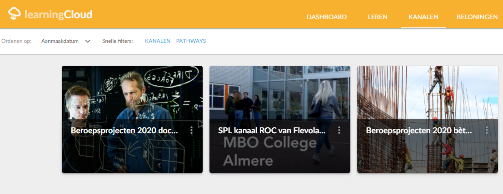 learningCloud
DASHBOARD LEREN KANALEN BELONINGEN
Ordenen op: Aanmaakdatum Snelle filters: KANALEN PATHWAYS
Beroepsprojecten 2020 doc... SPL kanaal ROC van Flevola... Beroepsprojecten 2020 bèt...
MBO College
Almere